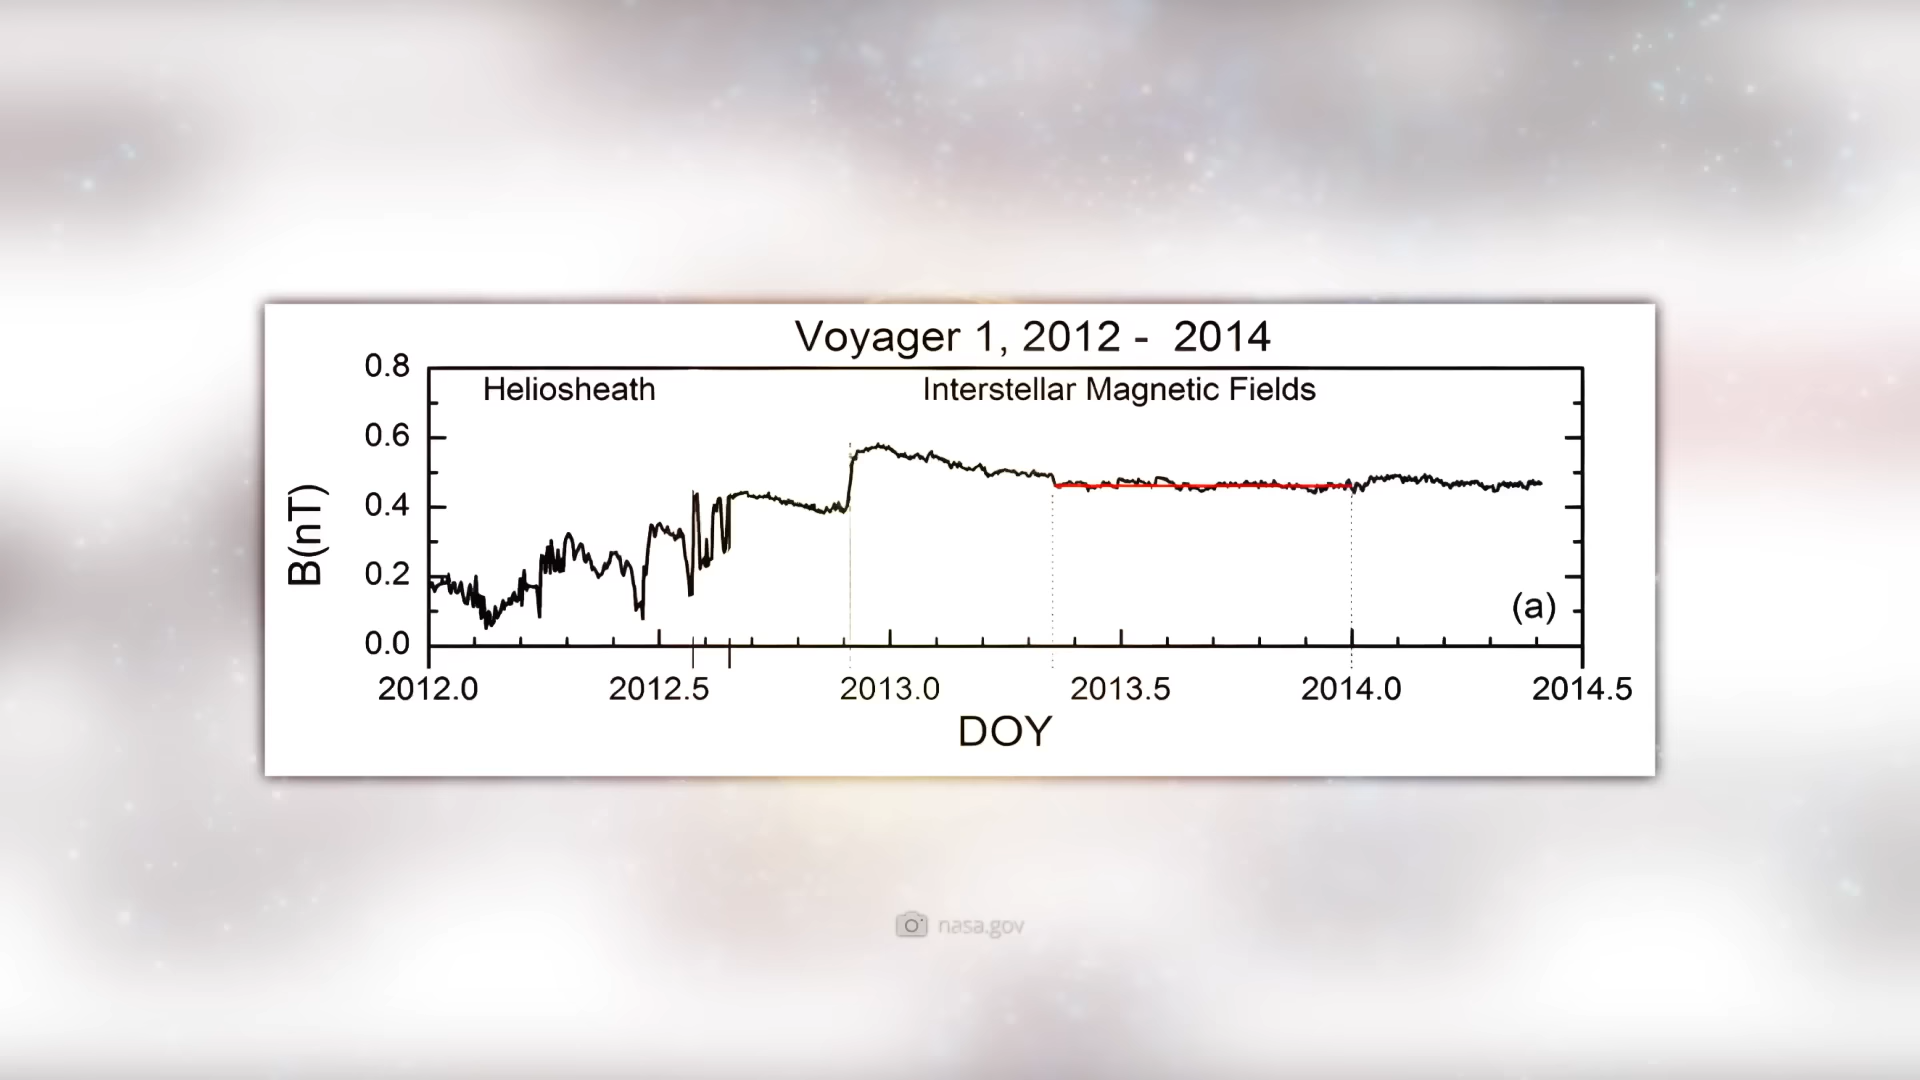 Voyager 1, 2012 - 2014
Heliosheath
Interstellar Magnetic Fields
0.8
0.6
0.4
0.2
0.0
B(nT)
(a)
2012.0 2012.5 2013.0 2013.5 2014.0 2014.5
DOY
nasa.gov